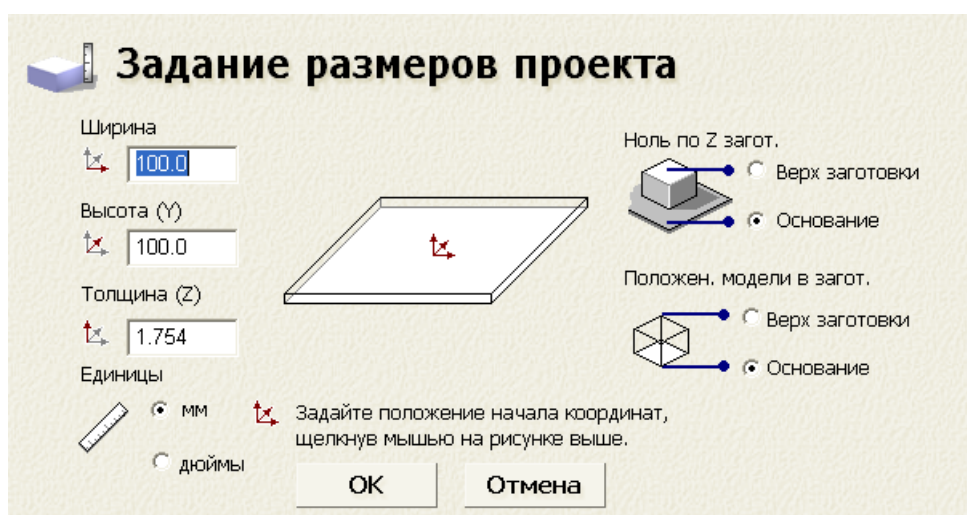 Задание размеров проекта
Ширина
100.0
Высота (Y)
100.0
Толщина (Z)
1.754
Единицы
мм
дюймы
Задайте положение начала координат,
щелкнув мышью на рисунке выше.
OK
Отмена
Ноль по Z загот.
Верх заготовки
Основание
Положен. модели в загот.
Верх заготовки
Основание